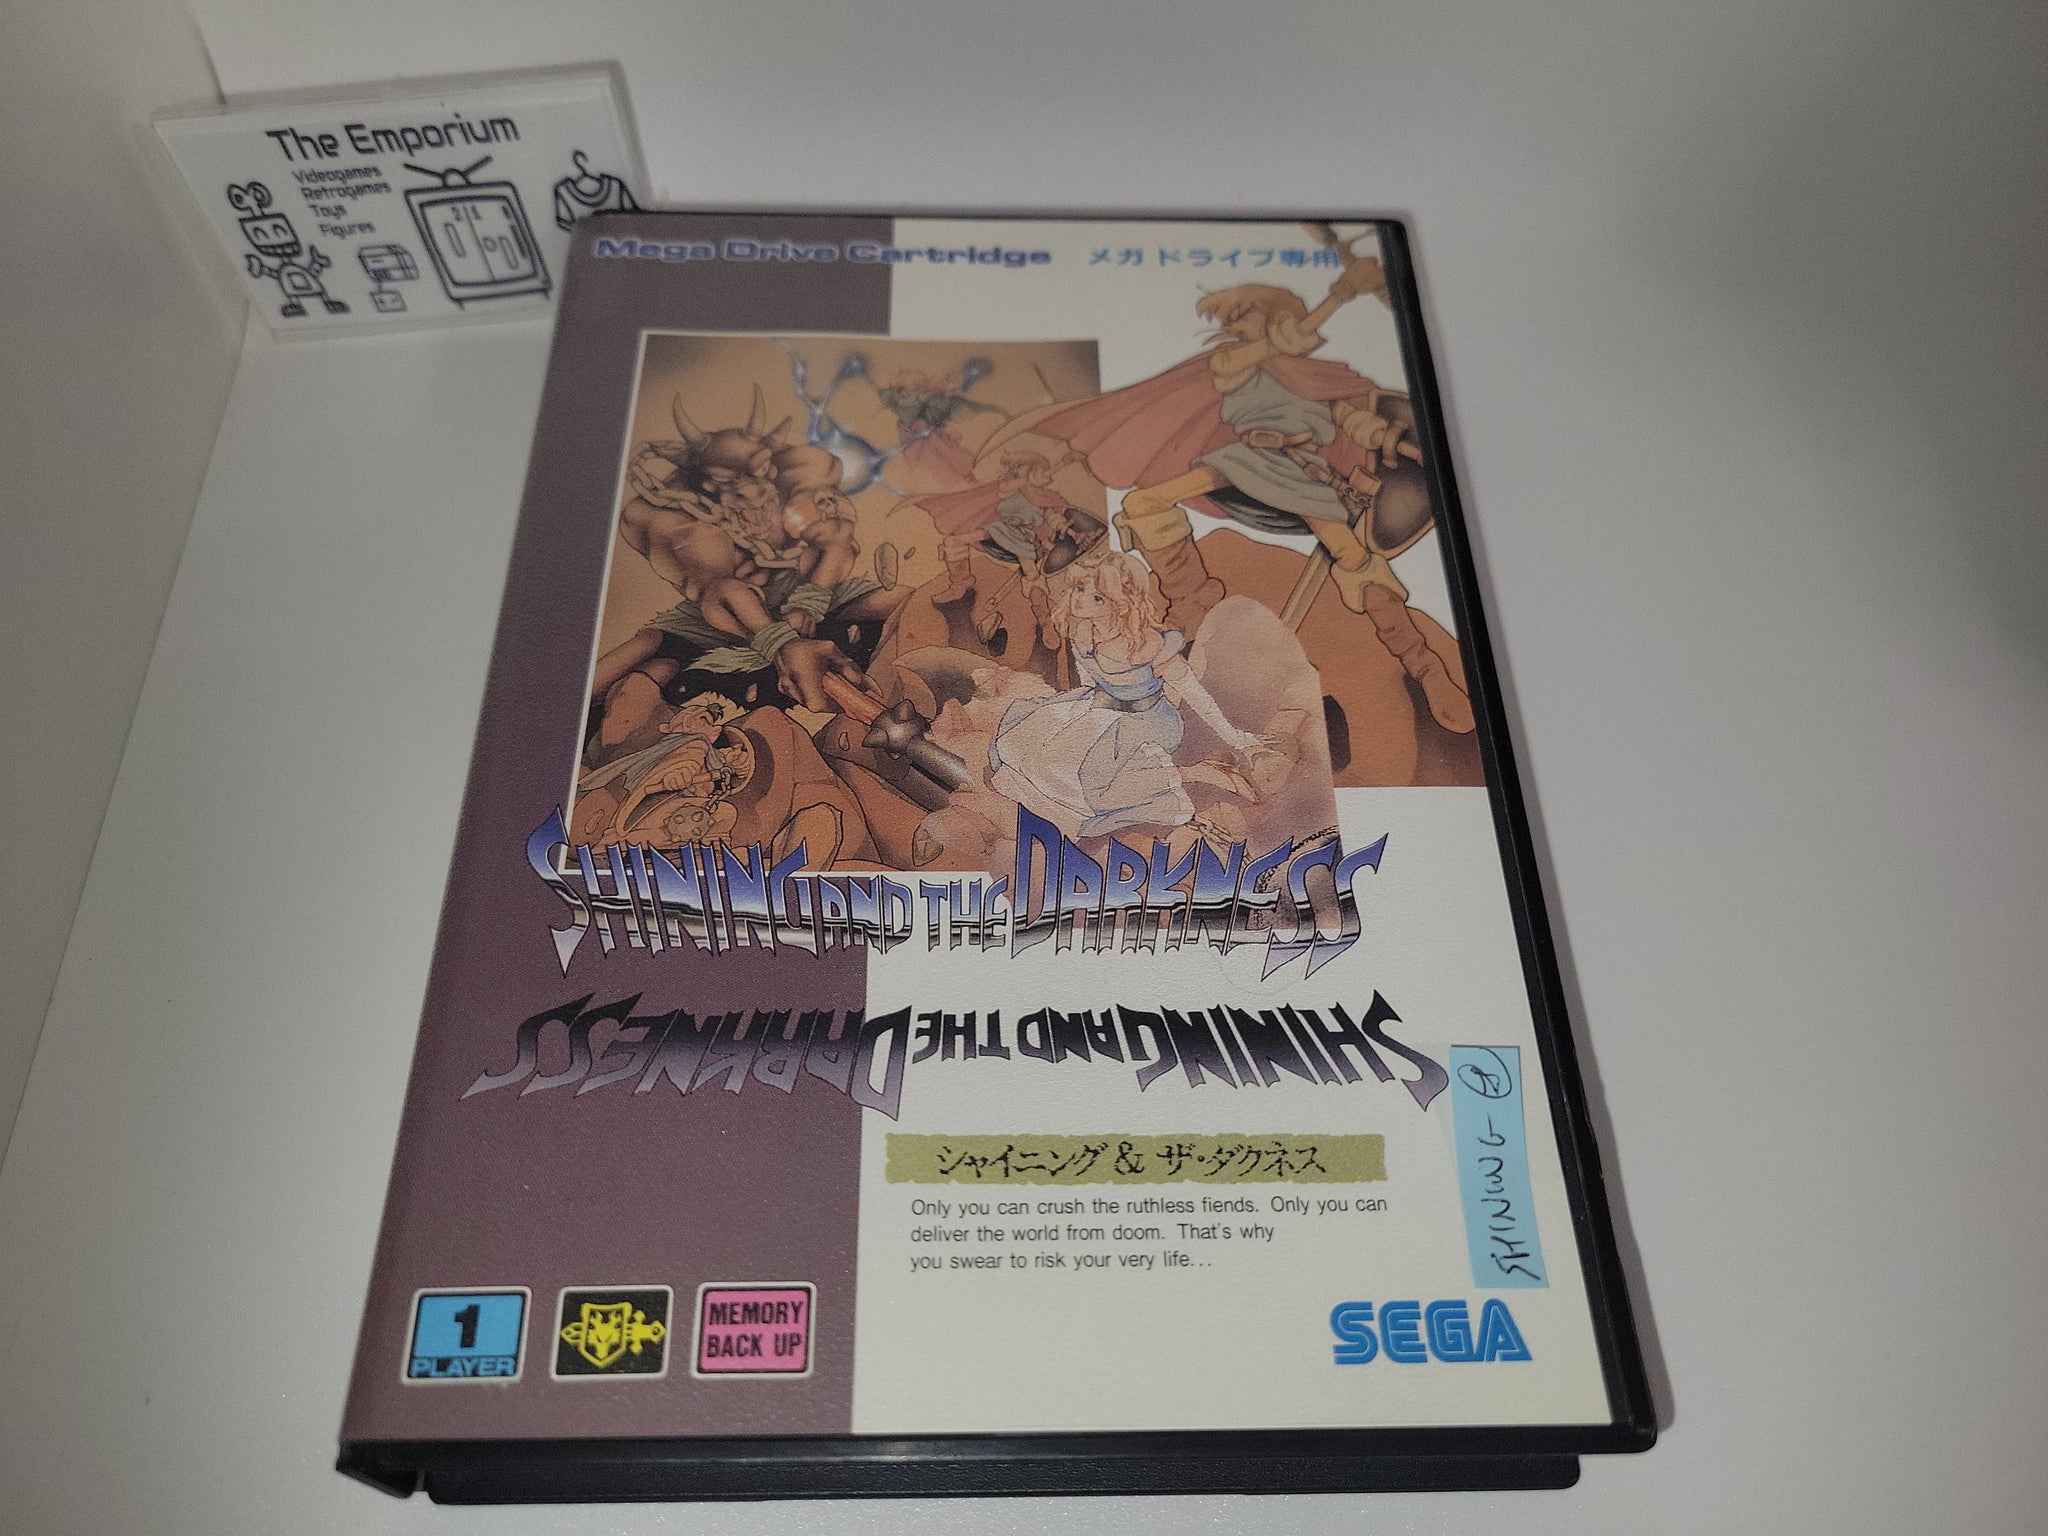 The Emporium
Videogames
Retrogames
Toys
Figures
Mega Drive Cartridge メガドライブ専用
SHINING AND THE DARKNESS
SHINING AND THE DARKNESS
シャイニング & ザ・ダクネス
Only you can crush the ruthless fiends. Only you can
deliver the world from doom. That's why
you swear to risk your very life...
SHINING
1
PLAYER
MEMORY
BACK UP
SEGA